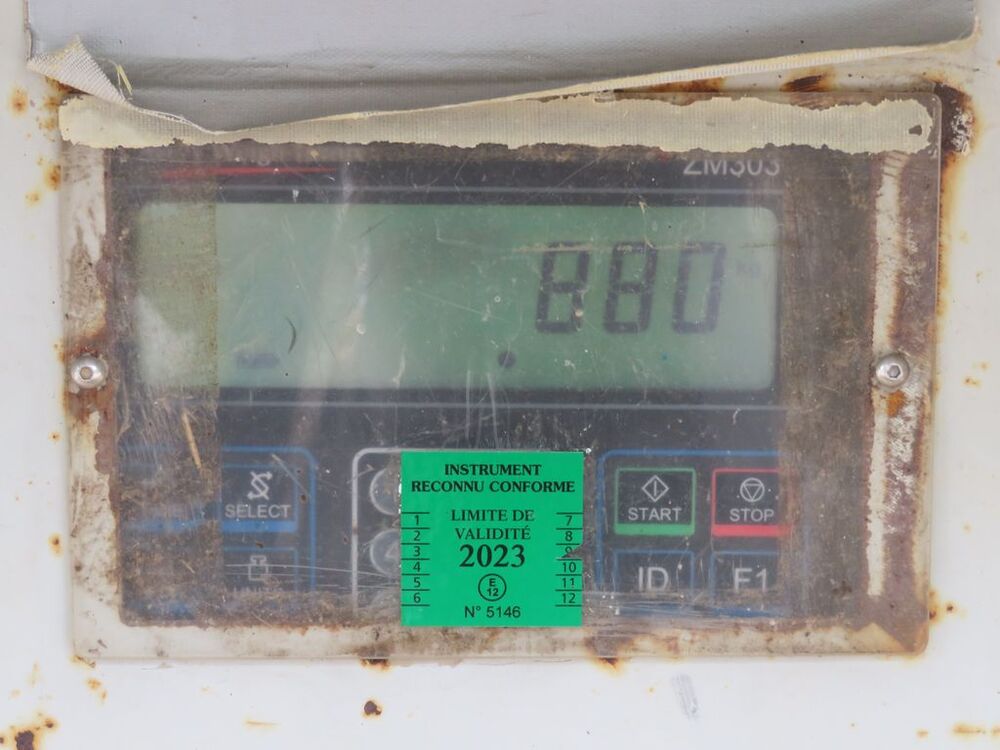 ZM303
880
kg
SELECT
INSTRUMENT
RECONNU CONFORME
LIMITE DE
VALIDITÉ
2023
1
2
3
4
5
6
7
8
9
10
11
12
E
12
N° 5146
START
STOP
ID
F1